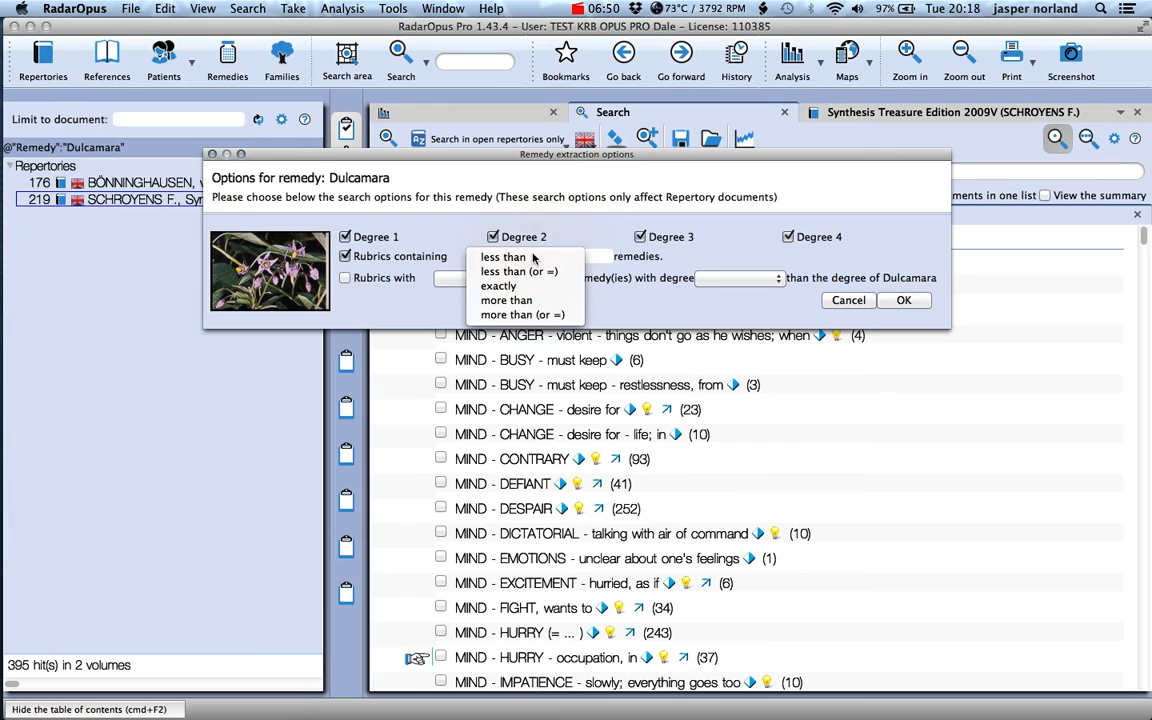 RadarOpus File Edit View Search Take Analysis Tools Window Help 06:50 73°C / 3792 RPM 97% Tue 20:18 jasper norland
RadarOpus Pro 1.43.4 - User: TEST KRB OPUS PRO Dale - License: 110385
Repertories References Patients Remedies Families Search area Search Bookmarks Go back Go forward History Analysis Maps Zoom in Zoom out Print Screenshot
Limit to document:
Search
Synthesis Treasure Edition 2009V (SCHROYENS F.)
Search in open repertories only
@"Remedy":"Dulcamara"
Repertories
176 BÖNNINGHAUSEN, v
219 SCHROYENS F., Syn
ments in one list View the summary
Remedy extraction options
Options for remedy: Dulcamara
Please choose below the search options for this remedy (These search options only affect Repertory documents)
Degree 1 Degree 2 Degree 3 Degree 4
Rubrics containing less than remedies.
less than (or =)
Rubrics with exactly medy(ies) with degree than the degree of Dulcamara
more than
more than (or =)
Cancel OK
MIND - ANGER - violent - things don't go as he wishes; when (4)
MIND - BUSY - must keep (6)
MIND - BUSY - must keep - restlessness, from (3)
MIND - CHANGE - desire for (23)
MIND - CHANGE - desire for - life; in (10)
MIND - CONTRARY (93)
MIND - DEFIANT (41)
MIND - DESPAIR (252)
MIND - DICTATORIAL - talking with air of command (10)
MIND - EMOTIONS - unclear about one's feelings (1)
MIND - EXCITEMENT - hurried, as if (6)
MIND - FIGHT, wants to (34)
MIND - HURRY (= ... ) (243)
MIND - HURRY - occupation, in (37)
MIND - IMPATIENCE - slowly; everything goes too (10)
395 hit(s) in 2 volumes
Hide the table of contents (cmd+F2)